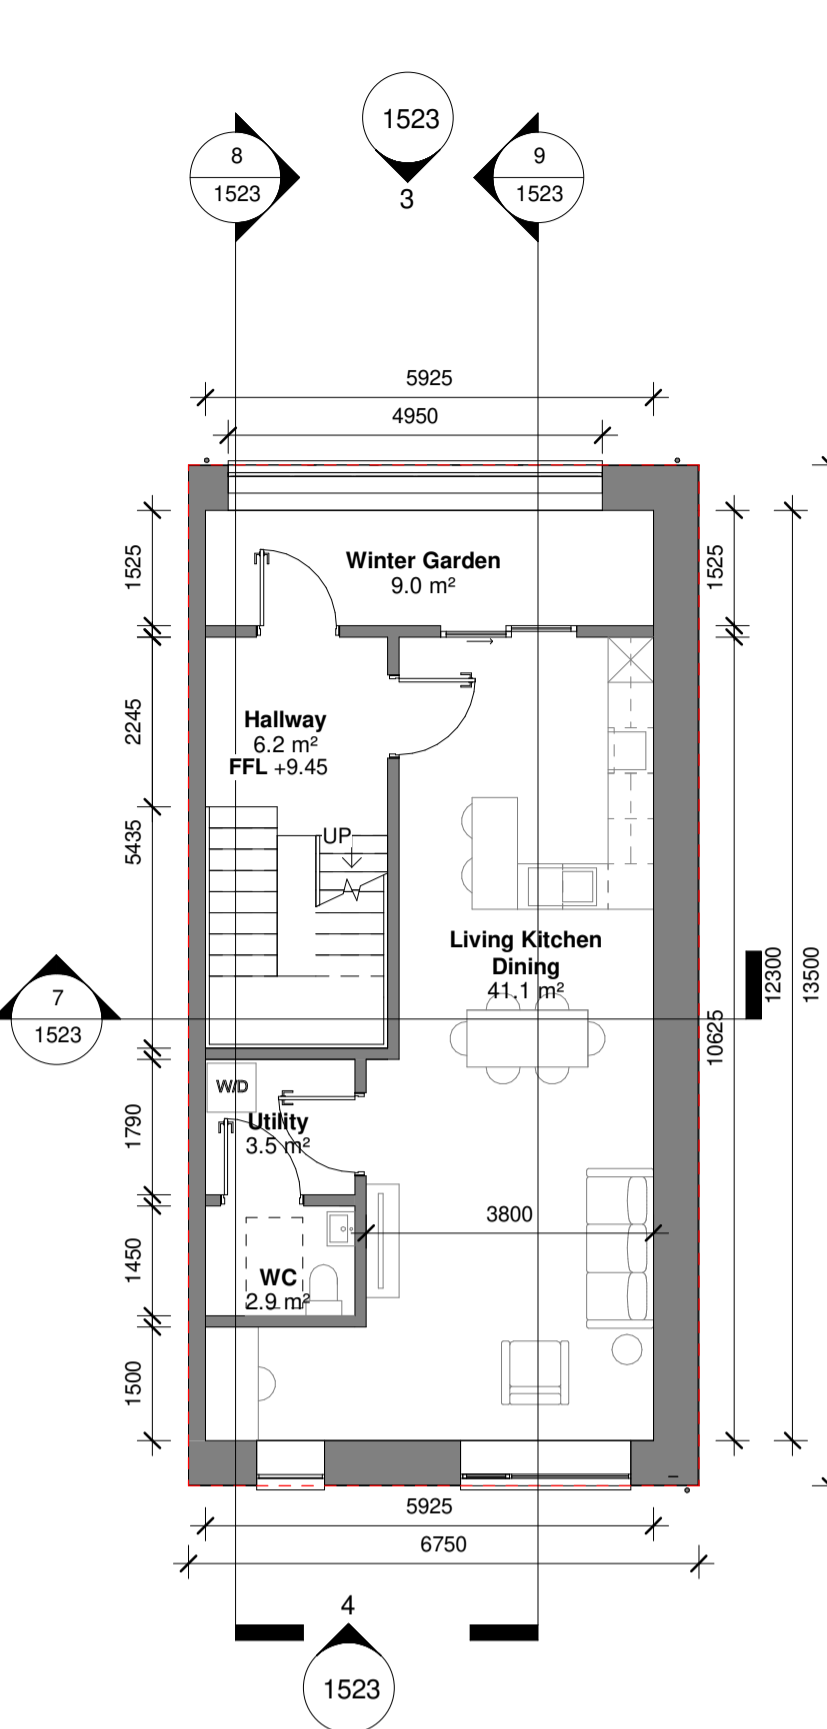 1523
3
8
1523
9
1523
5925
4950
1525
1525
Winter Garden
9.0 m²
2245
Hallway
6.2 m²
FFL +9.45
5435
UP
Living Kitchen
Dining
41.1 m²
12300
13500
10625
7
1523
W/D
Utility
3.5 m²
1790
3800
1450
WC
2.9 m²
1500
5925
6750
4
1523